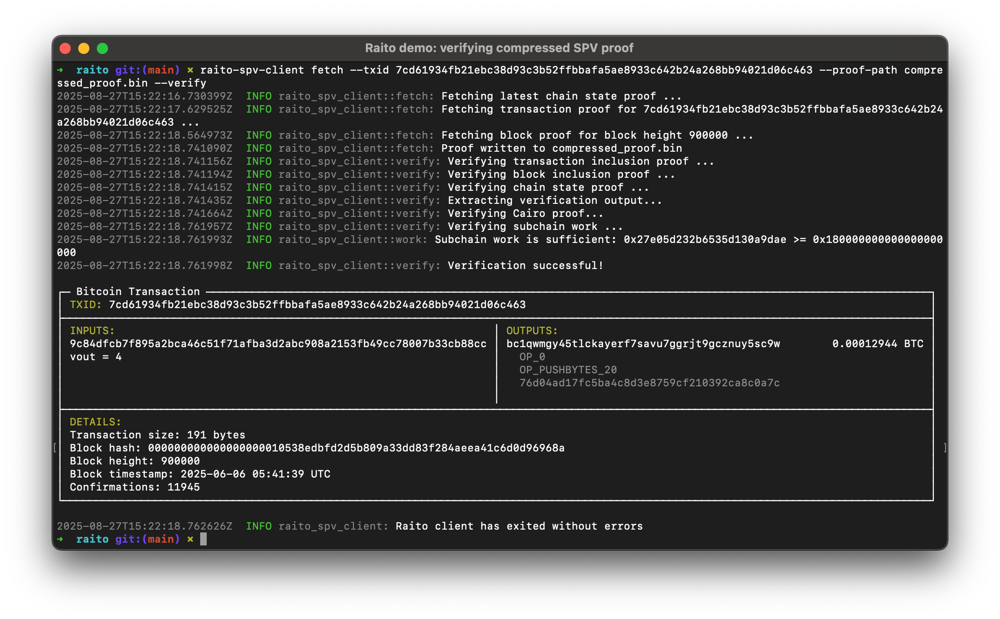 Raito demo: verifying compressed SPV proof
➜  raito git:(main) × raito-spv-client fetch --txid 7cd61934fb21ebc38d93c3b52ffbbafa5ae8933c642b24a268bb94021d06c463 --proof-path compre
ssed_proof.bin --verify
2025-08-27T15:22:16.730399Z  INFO raito_spv_client::fetch: Fetching latest chain state proof ...
2025-08-27T15:22:17.629525Z  INFO raito_spv_client::fetch: Fetching transaction proof for 7cd61934fb21ebc38d93c3b52ffbbafa5ae8933c642b24
a268bb94021d06c463 ...
2025-08-27T15:22:18.564973Z  INFO raito_spv_client::fetch: Fetching block proof for block height 900000 ...
2025-08-27T15:22:18.741090Z  INFO raito_spv_client::fetch: Proof written to compressed_proof.bin
2025-08-27T15:22:18.741156Z  INFO raito_spv_client::verify: Verifying transaction inclusion proof ...
2025-08-27T15:22:18.741194Z  INFO raito_spv_client::verify: Verifying block inclusion proof ...
2025-08-27T15:22:18.741415Z  INFO raito_spv_client::verify: Verifying chain state proof ...
2025-08-27T15:22:18.741435Z  INFO raito_spv_client::verify: Extracting verification output...
2025-08-27T15:22:18.741664Z  INFO raito_spv_client::verify: Verifying Cairo proof...
2025-08-27T15:22:18.761957Z  INFO raito_spv_client::verify: Verifying subchain work ...
2025-08-27T15:22:18.761993Z  INFO raito_spv_client::work: Subchain work is sufficient: 0x27e05d232b6535d130a9dae >= 0x180000000000000000
000
2025-08-27T15:22:18.761998Z  INFO raito_spv_client::verify: Verification successful!
Bitcoin Transaction
TXID: 7cd61934fb21ebc38d93c3b52ffbbafa5ae8933c642b24a268bb94021d06c463
INPUTS:
9c84dfcb7f895a2bca46c51f71afba3d2abc908a2153fb49cc78007b33cb88cc
vout = 4
OUTPUTS:
bc1qwmgy45tlckayerf7savu7ggrjt9gcznuy5sc9w 0.00012944 BTC
OP_0
OP_PUSHBYTES_20
76d04ad17fc5ba4c8d3e8759cf210392ca8c0a7c
DETAILS:
Transaction size: 191 bytes
Block hash: 000000000000000000010538edbfd2d5b809a33dd83f284aeea41c6d0d96968a
Block height: 900000
Block timestamp: 2025-06-06 05:41:39 UTC
Confirmations: 11945
2025-08-27T15:22:18.762626Z  INFO raito_spv_client: Raito client has exited without errors
➜  raito git:(main) ×